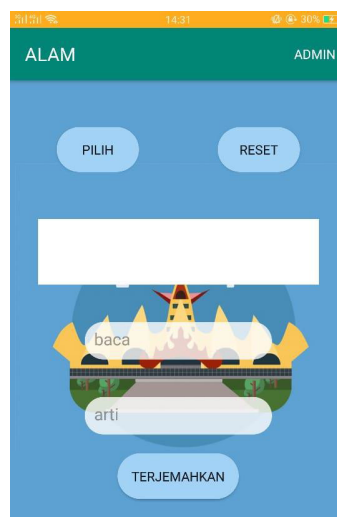 14:31 30%
ALAM ADMIN
PILIH RESET
baca
arti
TERJEMAHKAN